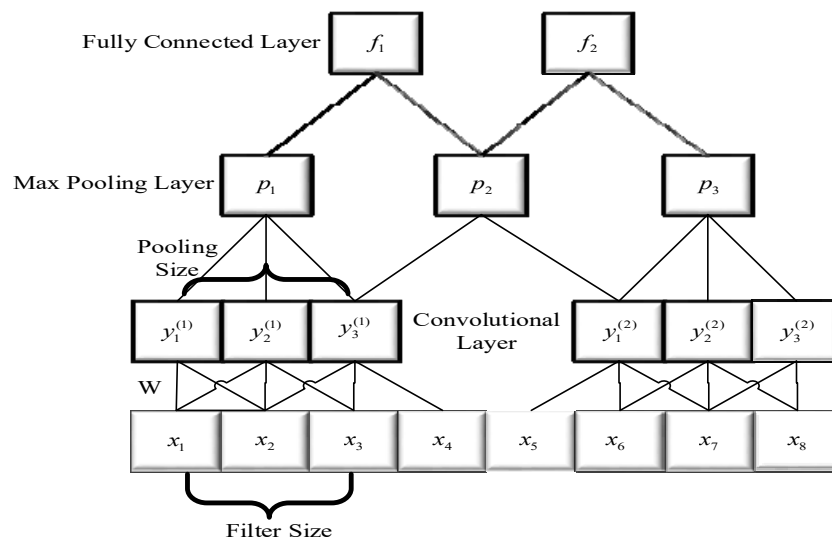 Fully Connected Layer f₁ f₂
Max Pooling Layer p₁ p₂ p₃
Pooling
Size
y₁⁽¹⁾ y₂⁽¹⁾ y₃⁽¹⁾ Convolutional
Layer y₁⁽²⁾ y₂⁽²⁾ y₃⁽²⁾
W
x₁ x₂ x₃ x₄ x₅ x₆ x₇ x₈
Filter Size